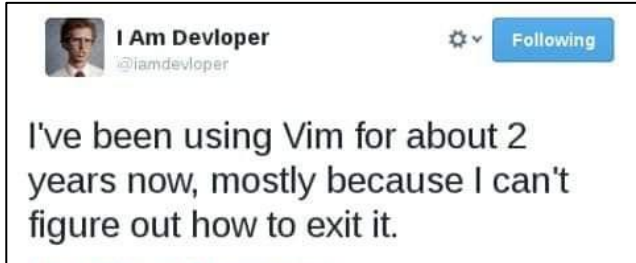 I Am Devloper
@iamdevloper
Following
I've been using Vim for about 2
years now, mostly because I can't
figure out how to exit it.